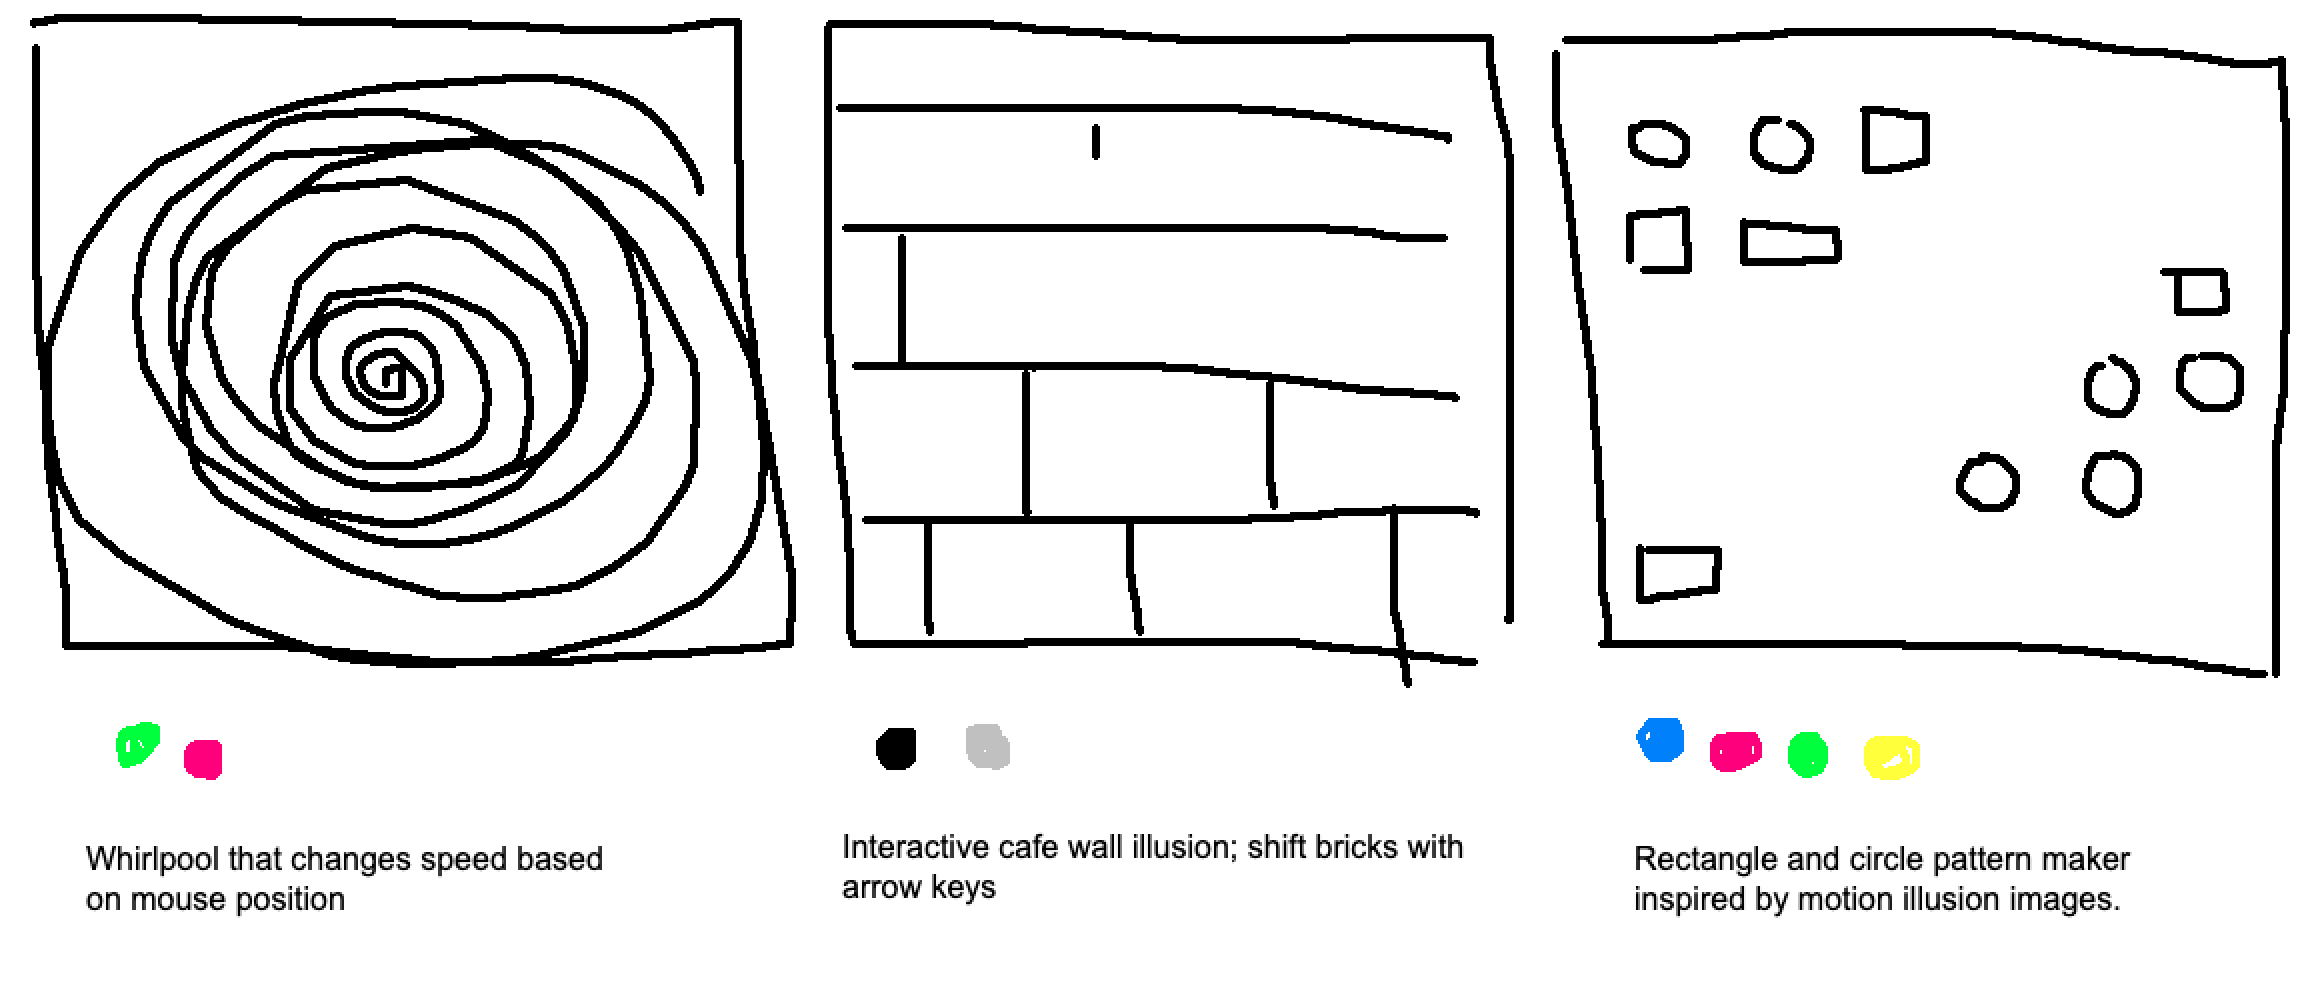 Whirlpool that changes speed based
on mouse position
Interactive cafe wall illusion; shift bricks with
arrow keys
Rectangle and circle pattern maker
inspired by motion illusion images.